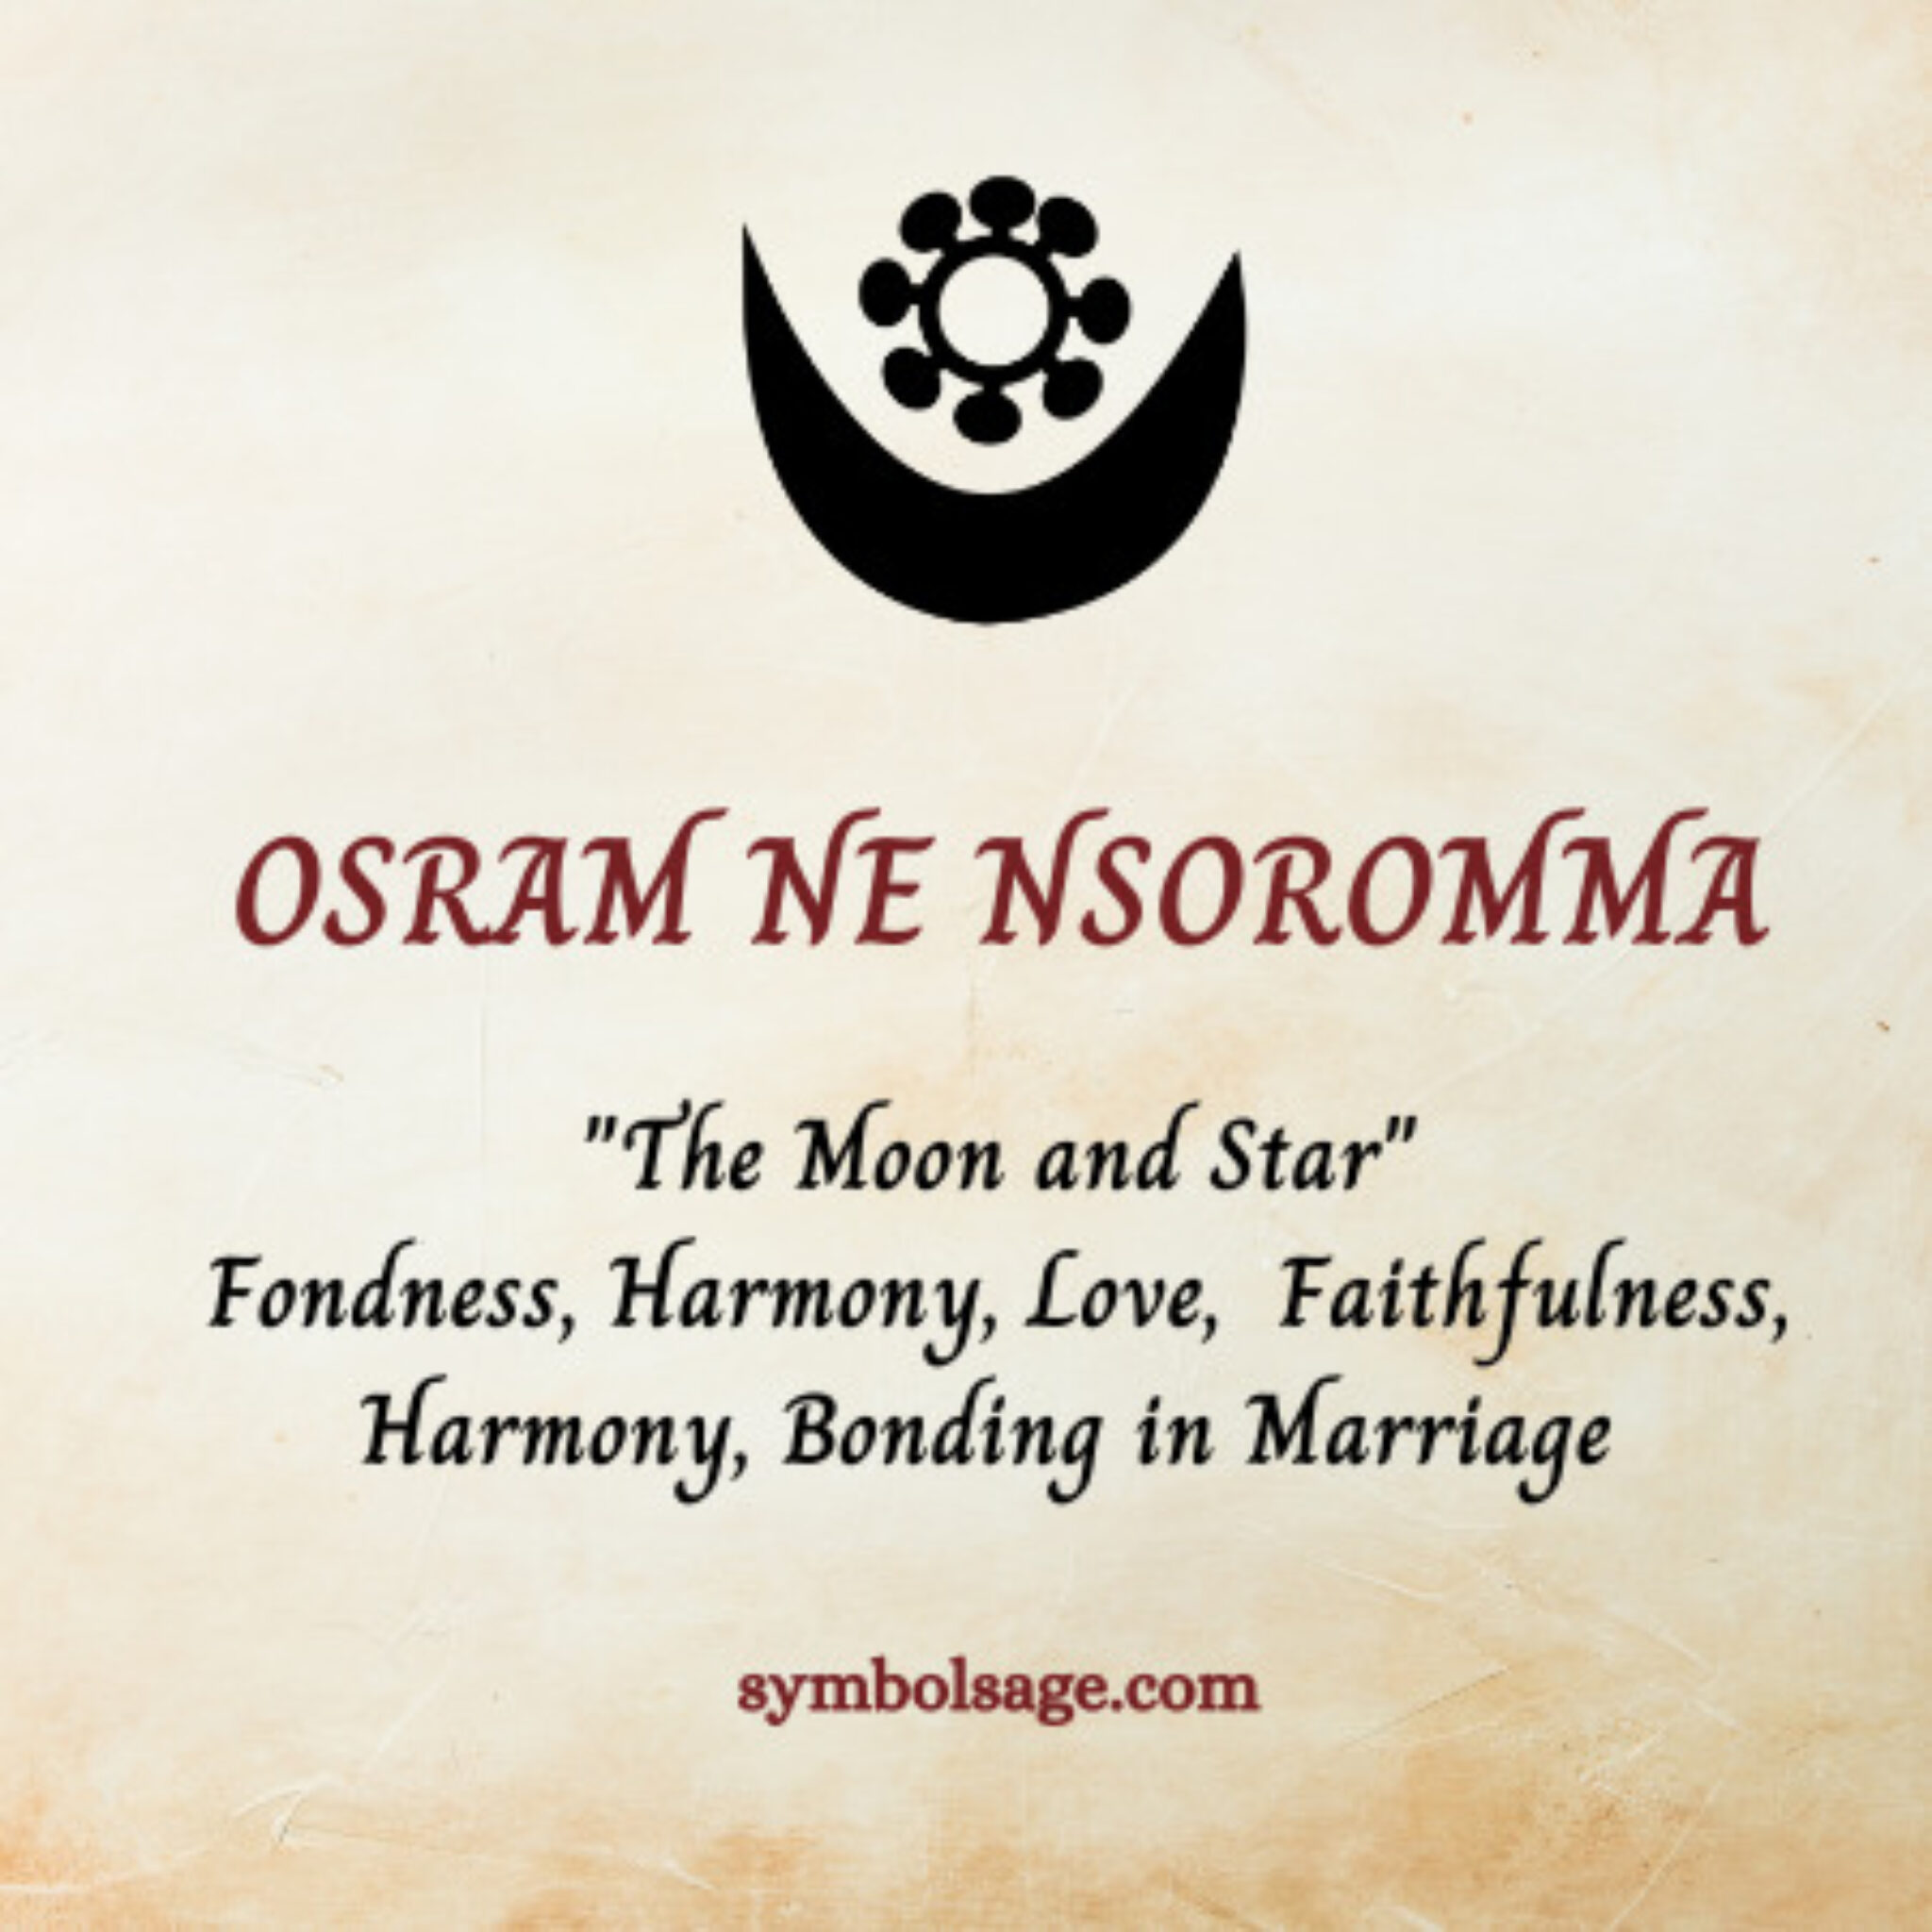 OSRAM NE NSOROMMA
"The Moon and Star"
Fondness, Harmony, Love,  Faithfulness,
Harmony, Bonding in Marriage
symbolsage.com